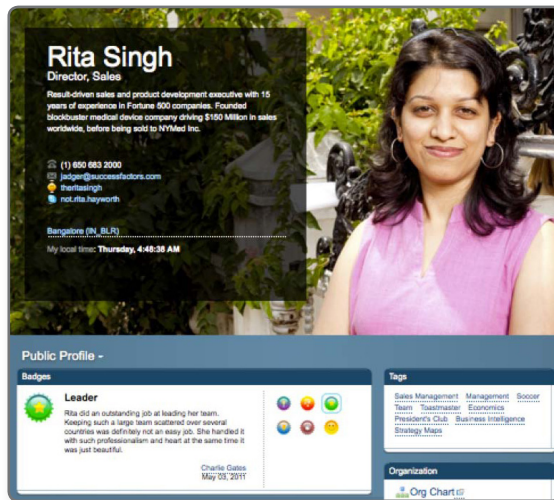 Rita Singh
Director, Sales
Result-driven sales and product development executive with 15
years of experience in Fortune 500 companies. Founded
blockbuster medical device company driving $150 Million in sales
worldwide, before being sold to NYMed Inc.
(1) 650 683 2000
jadger@successfactors.com
theritasingh
not.rita.hayworth
Bangalore (IN_BLR)
My local time: Thursday, 4:48:38 AM
Public Profile -
Badges
Leader
Rita did an outstanding job at leading her team.
Keeping such a large team scattered over several
countries was definitely not an easy job. She handled it
with such professionalism and heart at the same time it
was just beautiful.
Charlie Gates
May 03, 2011
Tags
Sales Management Management Soccer
Team Toastmaster Economics
President's Club Business Intelligence
Strategy Maps
Organization
Org Chart